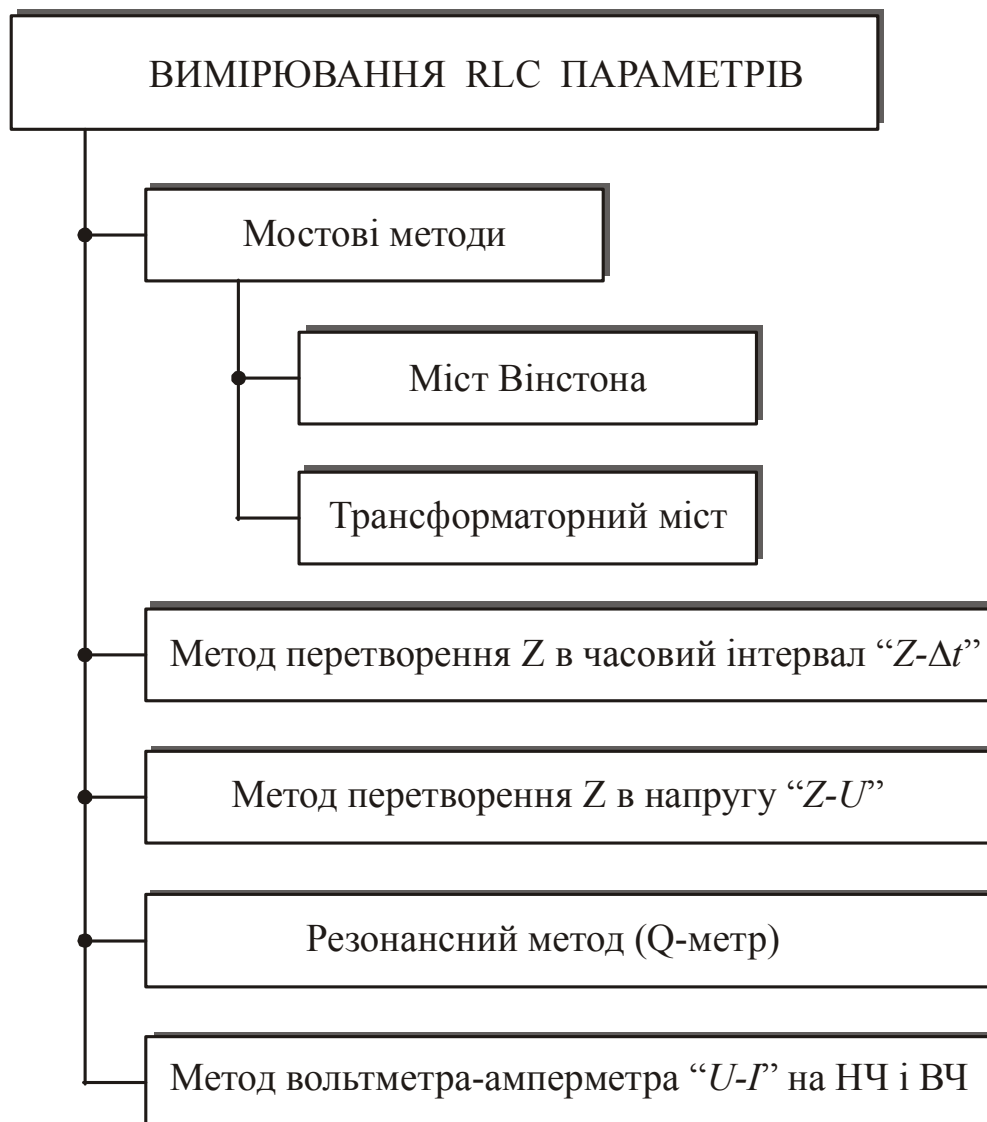 ВИМІРЮВАННЯ RLC ПАРАМЕТРІВ
Мостові методи
Міст Вінстона
Трансформаторний міст
Метод перетворення Z в часовий інтервал “Z-Δt”
Метод перетворення Z в напругу “Z-U”
Резонансний метод (Q-метр)
Метод вольтметра-амперметра “U-I” на НЧ і ВЧ